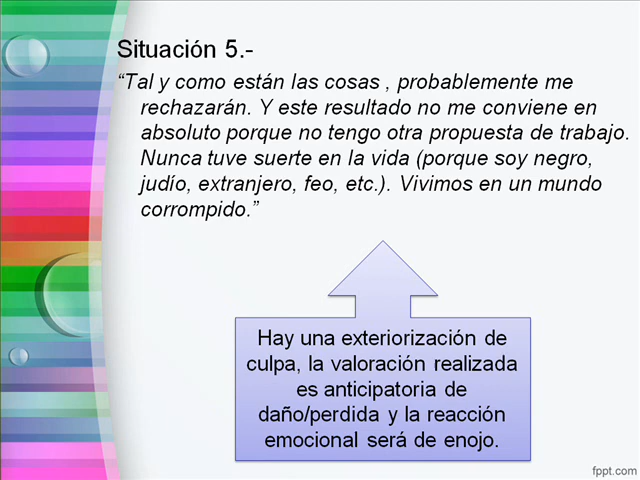 Situación 5.-
“Tal y como están las cosas , probablemente me
rechazarán. Y este resultado no me conviene en
absoluto porque no tengo otra propuesta de trabajo.
Nunca tuve suerte en la vida (porque soy negro,
judío, extranjero, feo, etc.). Vivimos en un mundo
corrompido.”
Hay una exteriorización de
culpa, la valoración realizada
es anticipatoria de
daño/perdida y la reacción
emocional será de enojo.
fppt.com